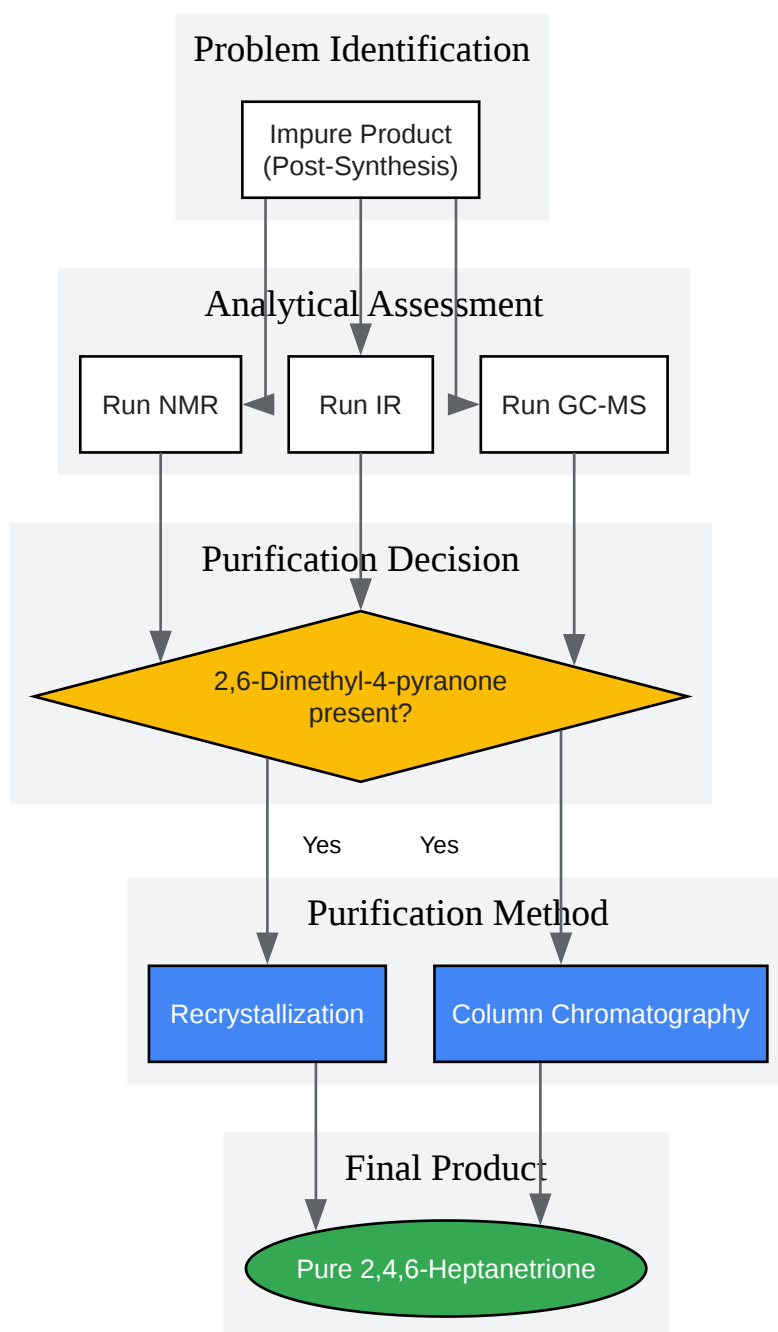 Problem Identification
Impure Product
(Post-Synthesis)
Analytical Assessment
Run NMR
Run IR
Run GC-MS
Purification Decision
2,6-Dimethyl-4-pyranone
present?
Yes
Yes
Purification Method
Recrystallization
Column Chromatography
Final Product
Pure 2,4,6-Heptanetrione